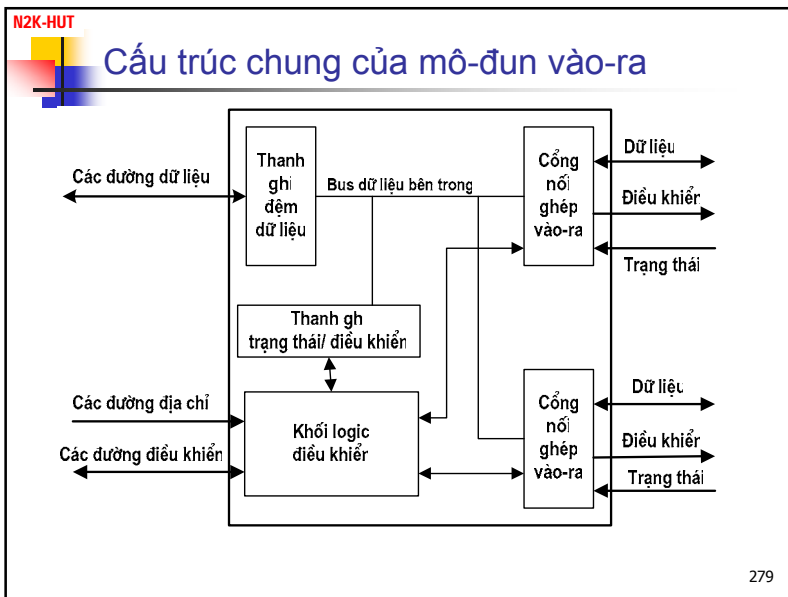 N2K-HUT
Cấu trúc chung của mô-đun vào-ra
Các đường dữ liệu
Thanh
ghi
đệm
dữ liệu
Bus dữ liệu bên trong
Cổng
nối
ghép
vào-ra
Dữ liệu
Điều khiển
Trạng thái
Thanh gh
trạng thái/ điều khiển
Các đường địa chỉ
Các đường điều khiển
Khối logic
điều khiển
Cổng
nối
ghép
vào-ra
Dữ liệu
Điều khiển
Trạng thái
279